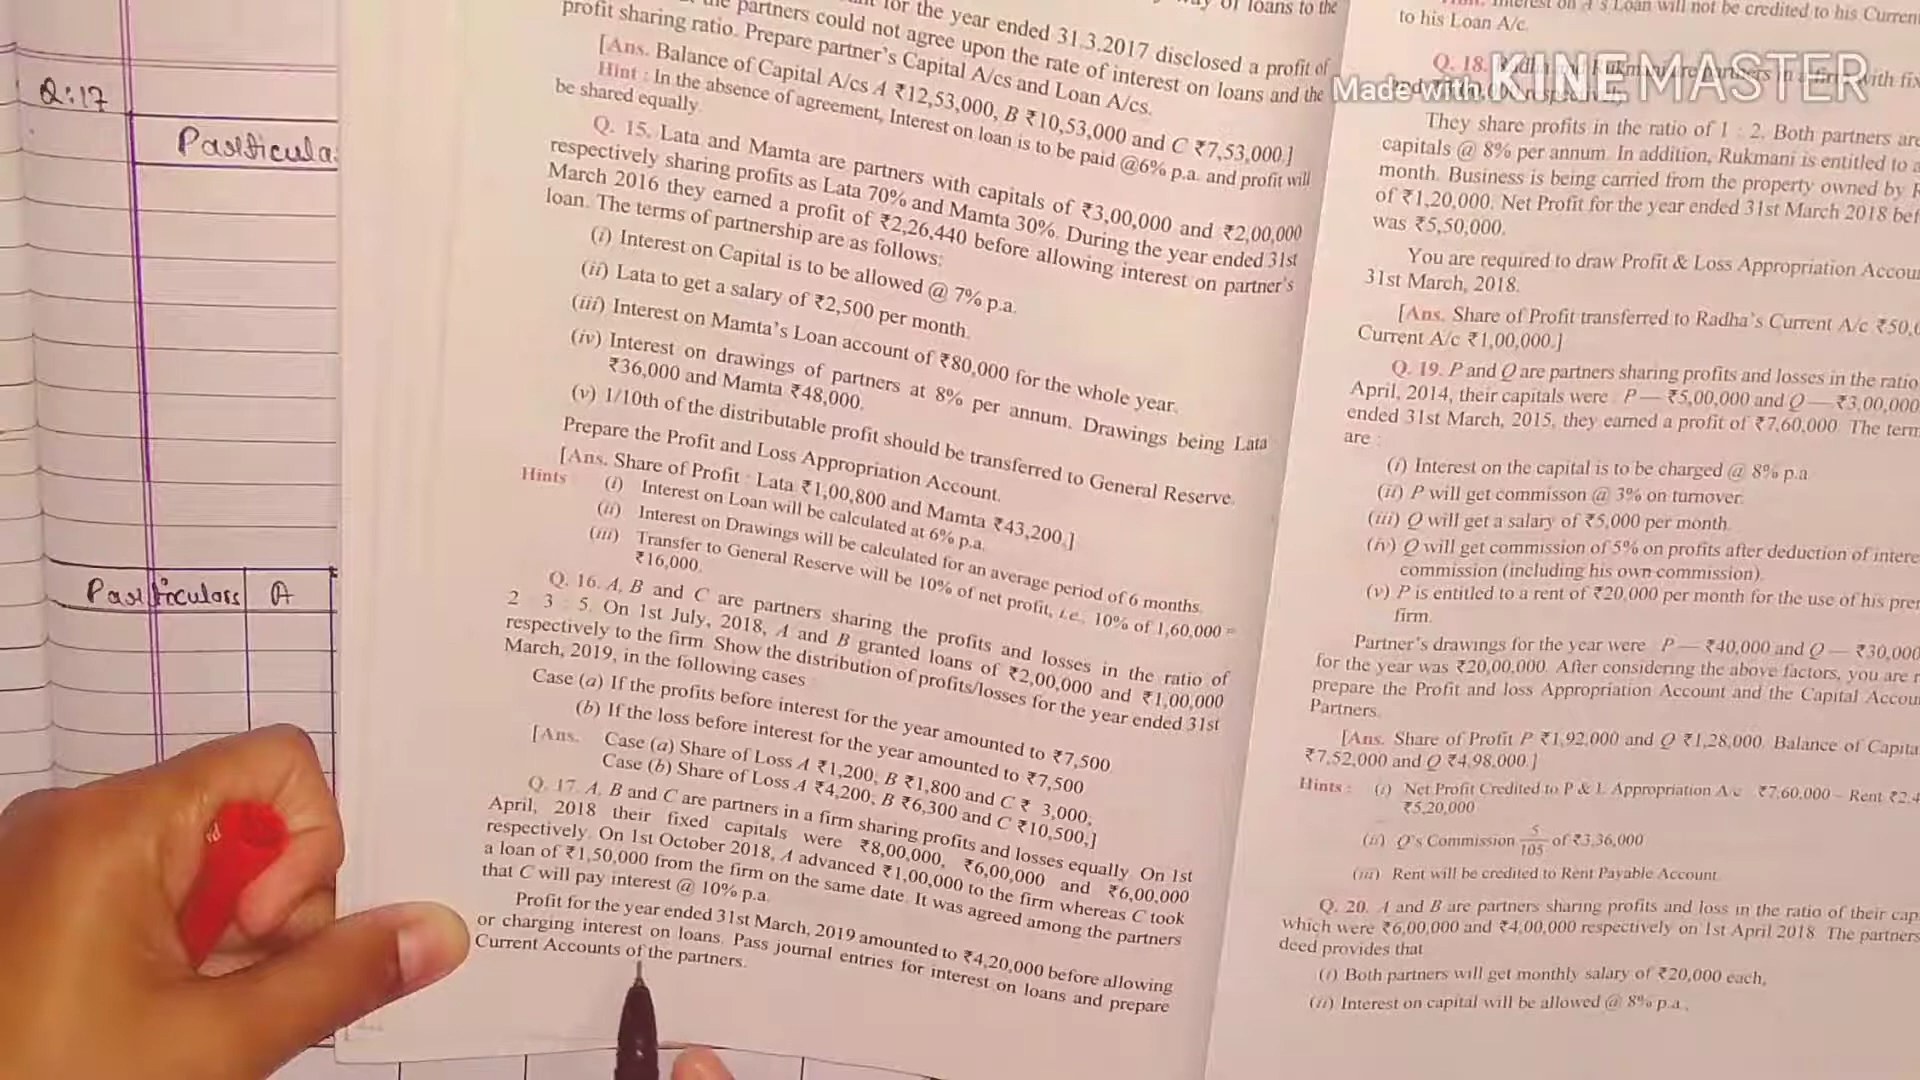 Q:17
Particula
Particulars A
for the year ended 31.3.2017 disclosed a profit of
partners could not agree upon the rate of interest on loans and the
profit sharing ratio. Prepare partner's Capital A/cs and Loan A/cs.
[Ans. Balance of Capital A/cs A ₹12,53,000, B ₹10,53,000 and C ₹7,53,000.]
Hint : In the absence of agreement, Interest on loan is to be paid @6% p.a. and profit will
be shared equally.
Q. 15. Lata and Mamta are partners with capitals of ₹3,00,000 and ₹2,00,000
respectively sharing profits as Lata 70% and Mamta 30%. During the year ended 31st
March 2016 they earned a profit of ₹2,26,440 before allowing interest on partner's
loan. The terms of partnership are as follows:
(i) Interest on Capital is to be allowed @ 7% p.a.
(ii) Lata to get a salary of ₹2,500 per month.
(iii) Interest on Mamta's Loan account of ₹80,000 for the whole year.
(iv) Interest on drawings of partners at 8% per annum. Drawings being Lata
₹36,000 and Mamta ₹48,000.
(v) 1/10th of the distributable profit should be transferred to General Reserve.
Prepare the Profit and Loss Appropriation Account.
[Ans. Share of Profit : Lata ₹1,00,800 and Mamta ₹43,200.]
Hints (i) Interest on Loan will be calculated at 6% p.a.
(ii) Interest on Drawings will be calculated for an average period of 6 months.
(iii) Transfer to General Reserve will be 10% of net profit, i.e., 10% of 1,60,000 =
₹16,000.
Q. 16. A, B and C are partners sharing the profits and losses in the ratio of
2 3 : 5. On 1st July, 2018, A and B granted loans of ₹2,00,000 and ₹1,00,000
respectively to the firm. Show the distribution of profits/losses for the year ended 31st
March, 2019, in the following cases
Case (a) If the profits before interest for the year amounted to ₹7,500
(b) If the loss before interest for the year amounted to ₹7,500
[Ans. Case (a) Share of Loss A ₹1,200, B ₹1,800 and C ₹ 3,000;
Case (b) Share of Loss A ₹4,200; B ₹6,300 and C ₹10,500,]
Q. 17. A, B and C are partners in a firm sharing profits and losses equally. On 1st
April, 2018 their fixed capitals were ₹8,00,000, ₹6,00,000 and ₹6,00,000
respectively. On 1st October 2018, A advanced ₹1,00,000 to the firm whereas C took
a loan of ₹1,50,000 from the firm on the same date. It was agreed among the partners
that C will pay interest @ 10% p.a.
Profit for the year ended 31st March, 2019 amounted to ₹4,20,000 before allowing
or charging interest on loans. Pass journal entries for interest on loans and prepare
Current Accounts of the partners.
Interest on A's Loan will not be credited to his Current
to his Loan A/c.
Q. 18.
Made with KINEMASTER
They share profits in the ratio of 1 : 2. Both partners are
capitals @ 8% per annum. In addition, Rukmani is entitled to a
month. Business is being carried from the property owned by
of ₹1,20,000. Net Profit for the year ended 31st March 2018 bef
was ₹5,50,000.
You are required to draw Profit & Loss Appropriation Accou
31st March, 2018.
[Ans. Share of Profit transferred to Radha's Current A/c ₹50,
Current A/c ₹1,00,000.]
Q. 19. P and Q are partners sharing profits and losses in the ratio
April, 2014, their capitals were P — ₹5,00,000 and Q — ₹3,00,000
ended 31st March, 2015, they earned a profit of ₹7,60,000 The term
are :
(i) Interest on the capital is to be charged @ 8% p.a.
(ii) P will get commisson @ 3% on turnover.
(iii) Q will get a salary of ₹5,000 per month.
(iv) Q will get commission of 5% on profits after deduction of intere
commission (including his own commission).
(v) P is entitled to a rent of ₹20,000 per month for the use of his pre
firm.
Partner's drawings for the year were P — ₹40,000 and Q — ₹30,000
for the year was ₹20,00,000. After considering the above factors, you are r
prepare the Profit and loss Appropriation Account and the Capital Accou
Partners.
[Ans. Share of Profit P ₹1,92,000 and Q ₹1,28,000 Balance of Capita
₹7,52,000 and Q ₹4,98,000.]
Hints : (i) Net Profit Credited to P & L Appropriation A/c ₹7,60,000 – Rent ₹2,4
₹5,20,000
(ii) Q's Commission 5/105 of ₹3,36,000
(iii) Rent will be credited to Rent Payable Account.
Q. 20. A and B are partners sharing profits and loss in the ratio of their cap
which were ₹6,00,000 and ₹4,00,000 respectively on 1st April 2018 The partners
deed provides that
(i) Both partners will get monthly salary of ₹20,000 each,
(ii) Interest on capital will be allowed @ 8% p.a.,